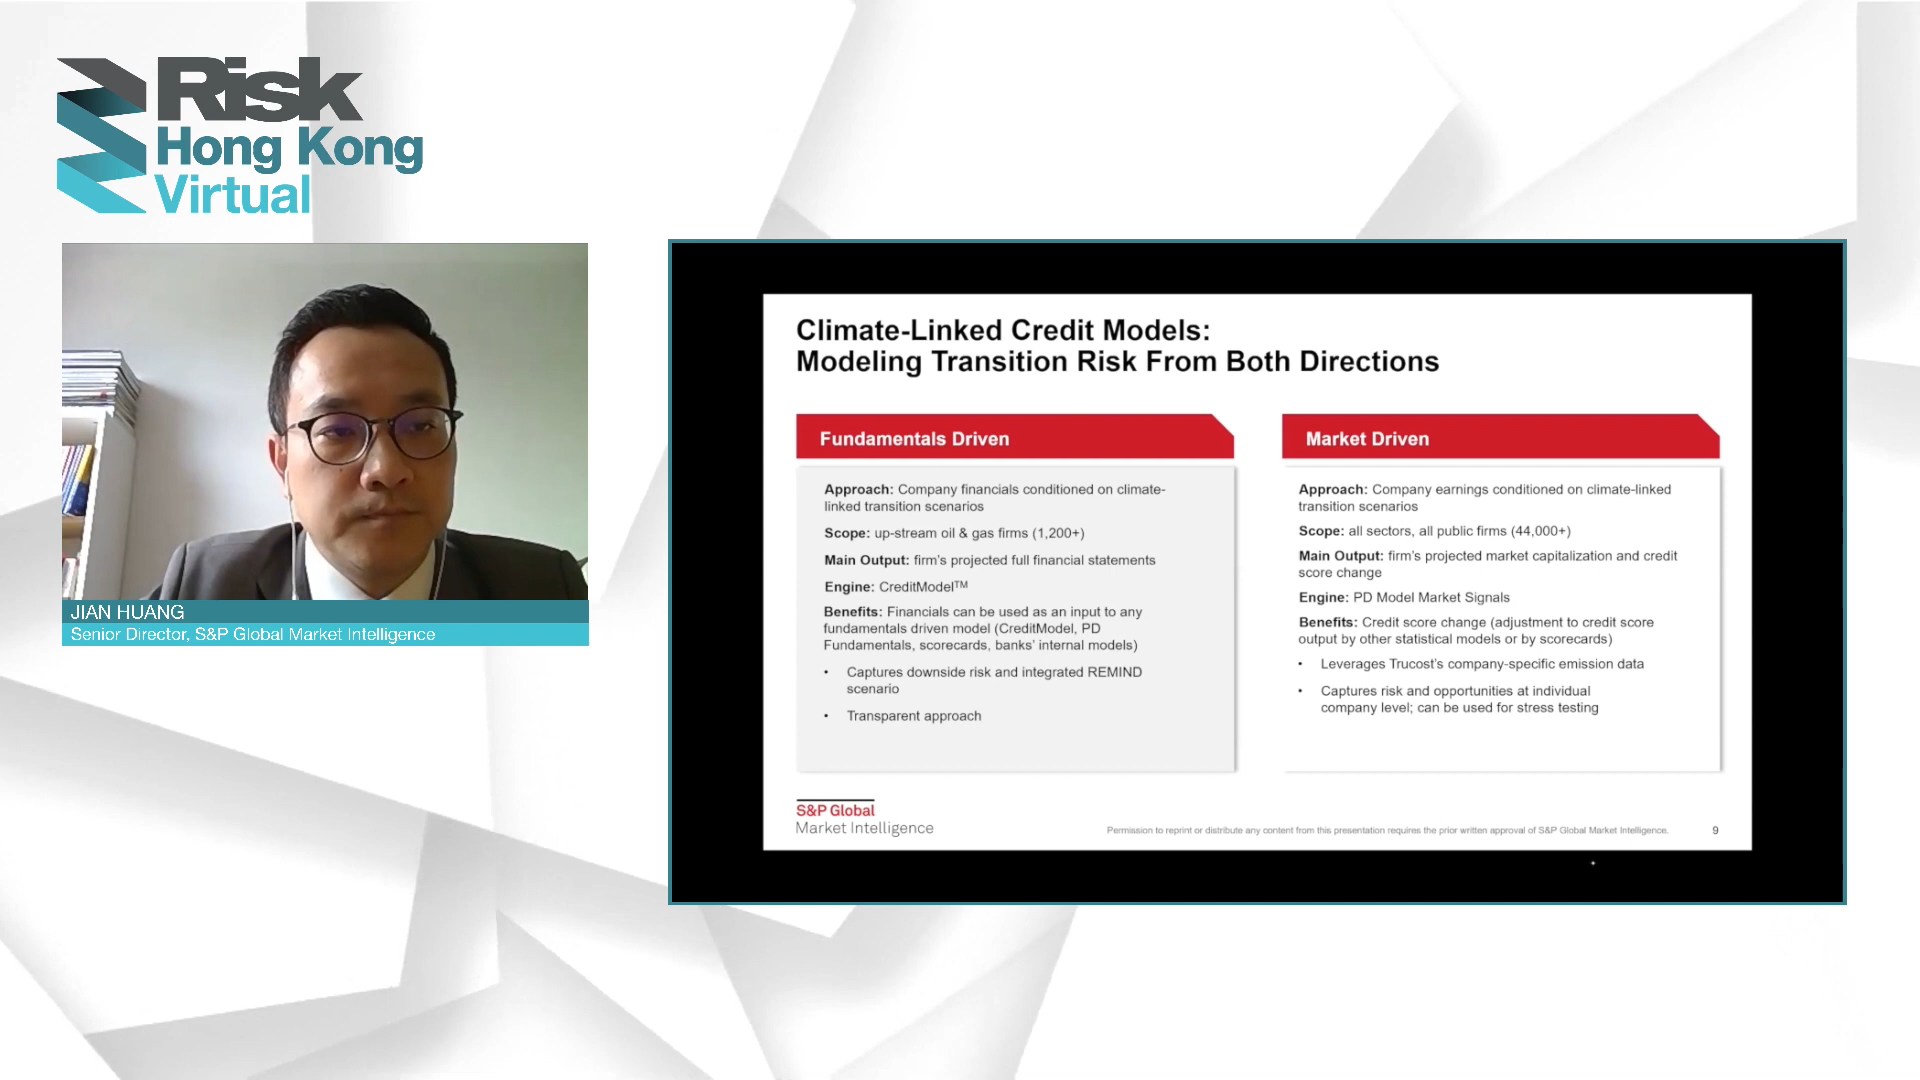 Risk
Hong Kong
Virtual
JIAN HUANG
Senior Director, S&P Global Market Intelligence
Climate-Linked Credit Models:
Modeling Transition Risk From Both Directions
Fundamentals Driven
Approach: Company financials conditioned on climate-
linked transition scenarios
Scope: up-stream oil & gas firms (1,200+)
Main Output: firm's projected full financial statements
Engine: CreditModel™
Benefits: Financials can be used as an input to any
fundamentals driven model (CreditModel, PD
Fundamentals, scorecards, banks' internal models)
• Captures downside risk and integrated REMIND
scenario
• Transparent approach
Market Driven
Approach: Company earnings conditioned on climate-linked
transition scenarios
Scope: all sectors, all public firms (44,000+)
Main Output: firm's projected market capitalization and credit
score change
Engine: PD Model Market Signals
Benefits: Credit score change (adjustment to credit score
output by other statistical models or by scorecards)
• Leverages Trucost's company-specific emission data
• Captures risk and opportunities at individual
company level; can be used for stress testing
S&P Global
Market Intelligence
Permission to reprint or distribute any content from this presentation requires the prior written approval of S&P Global Market Intelligence.
9